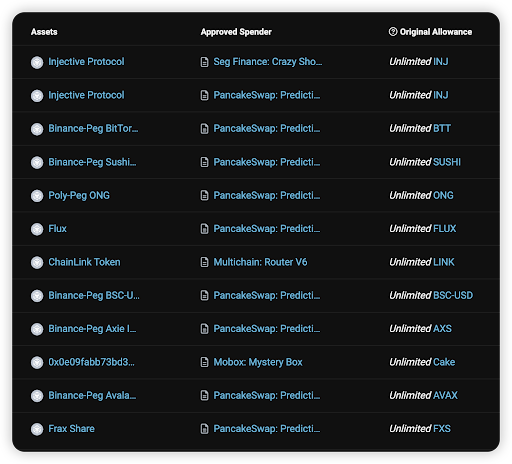 Assets Approved Spender Original Allowance
Injective Protocol Seg Finance: Crazy Sho... Unlimited INJ
Injective Protocol PancakeSwap: Predicti... Unlimited INJ
Binance-Peg BitTor... PancakeSwap: Predicti... Unlimited BTT
Binance-Peg Sushi... PancakeSwap: Predicti... Unlimited SUSHI
Poly-Peg ONG PancakeSwap: Predicti... Unlimited ONG
Flux PancakeSwap: Predicti... Unlimited FLUX
ChainLink Token Multichain: Router V6 Unlimited LINK
Binance-Peg BSC-U... PancakeSwap: Predicti... Unlimited BSC-USD
Binance-Peg Axie I... PancakeSwap: Predicti... Unlimited AXS
0x0e09fabb73bd3... Mobox: Mystery Box Unlimited Cake
Binance-Peg Avala... PancakeSwap: Predicti... Unlimited AVAX
Frax Share PancakeSwap: Predicti... Unlimited FXS